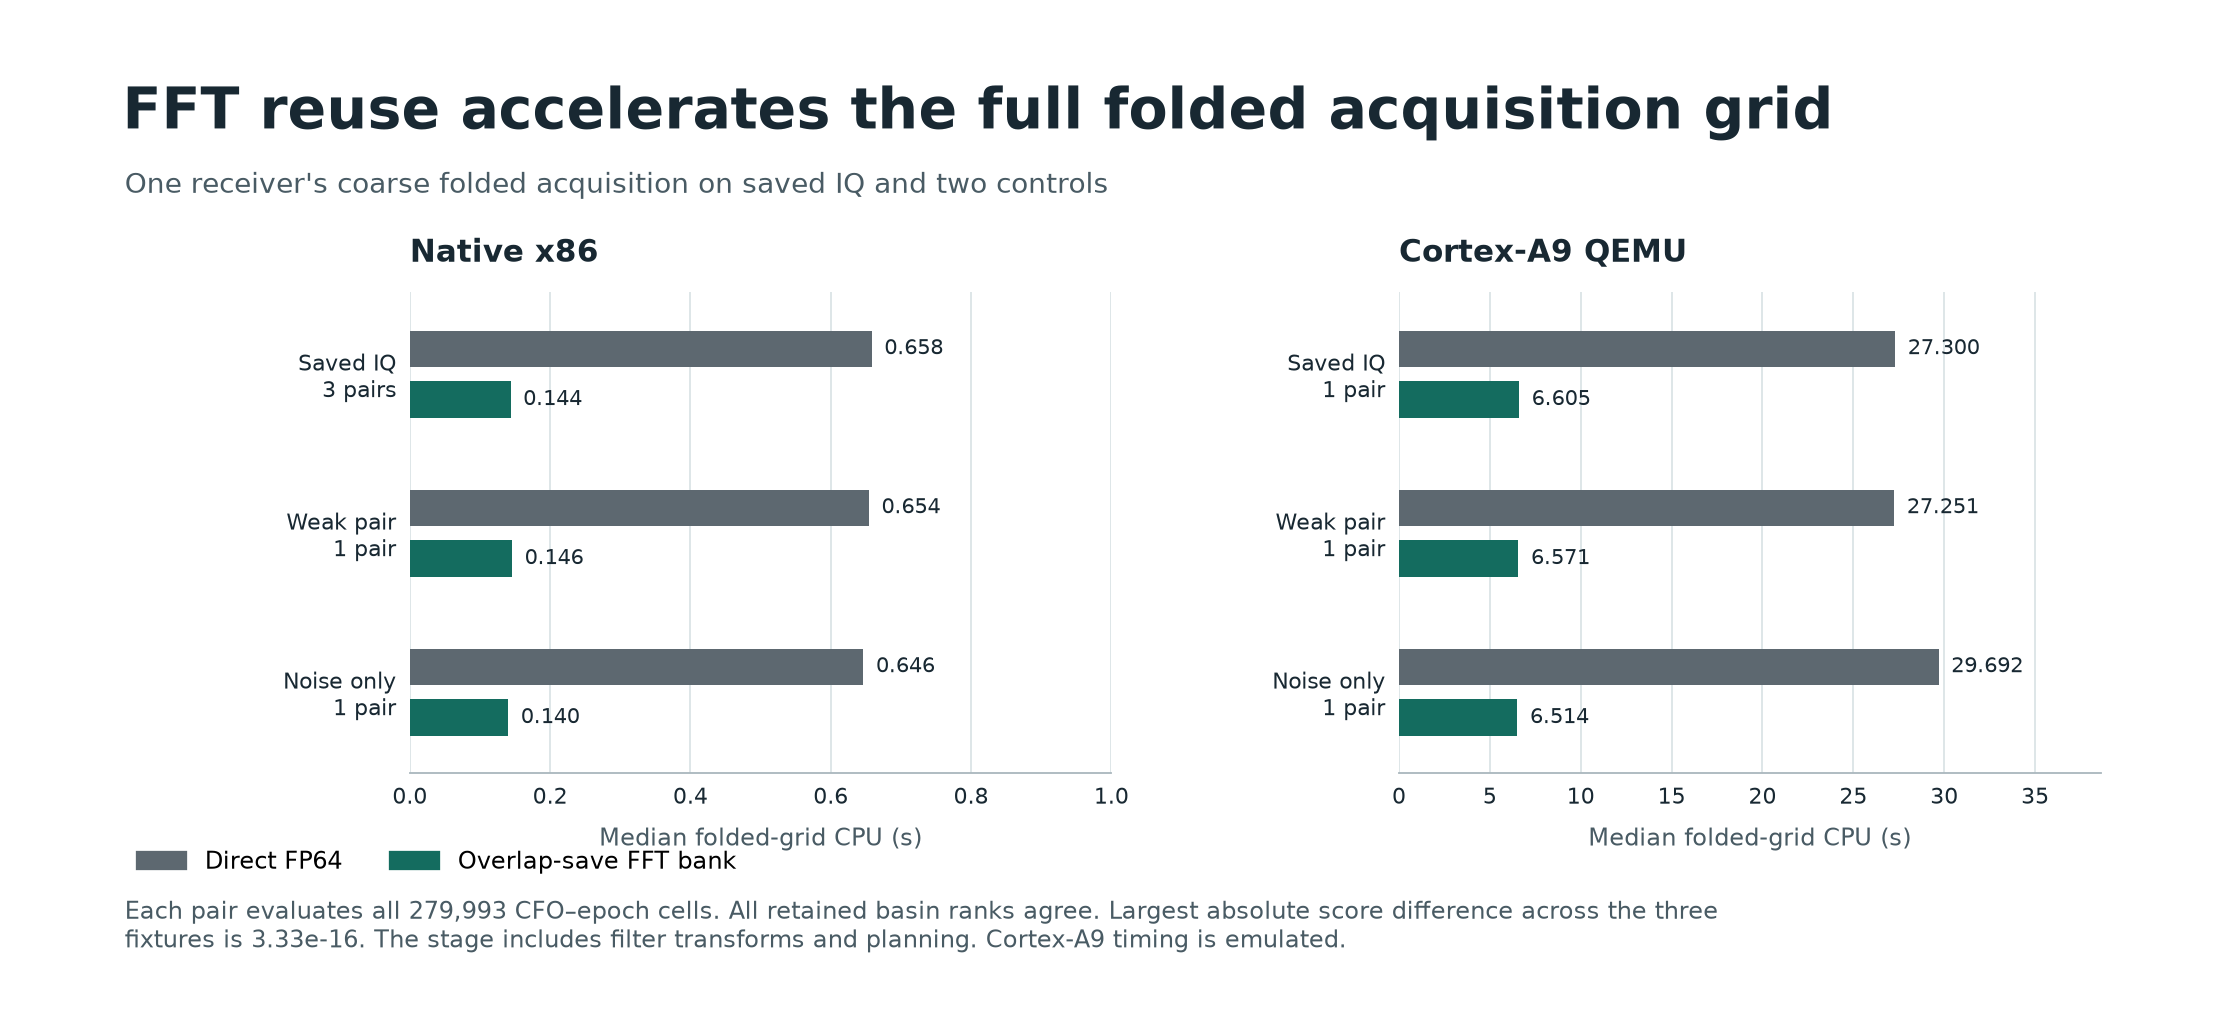 FFT reuse accelerates the full folded acquisition grid
One receiver's coarse folded acquisition on saved IQ and two controls
Native x86
Saved IQ
3 pairs
0.658
0.144
Weak pair
1 pair
0.654
0.146
Noise only
1 pair
0.646
0.140
0.0 0.2 0.4 0.6 0.8 1.0
Median folded-grid CPU (s)
Cortex-A9 QEMU
Saved IQ
1 pair
27.300
6.605
Weak pair
1 pair
27.251
6.571
Noise only
1 pair
29.692
6.514
0 5 10 15 20 25 30 35
Median folded-grid CPU (s)
Direct FP64 Overlap-save FFT bank
Each pair evaluates all 279,993 CFO–epoch cells. All retained basin ranks agree. Largest absolute score difference across the three
fixtures is 3.33e-16. The stage includes filter transforms and planning. Cortex-A9 timing is emulated.